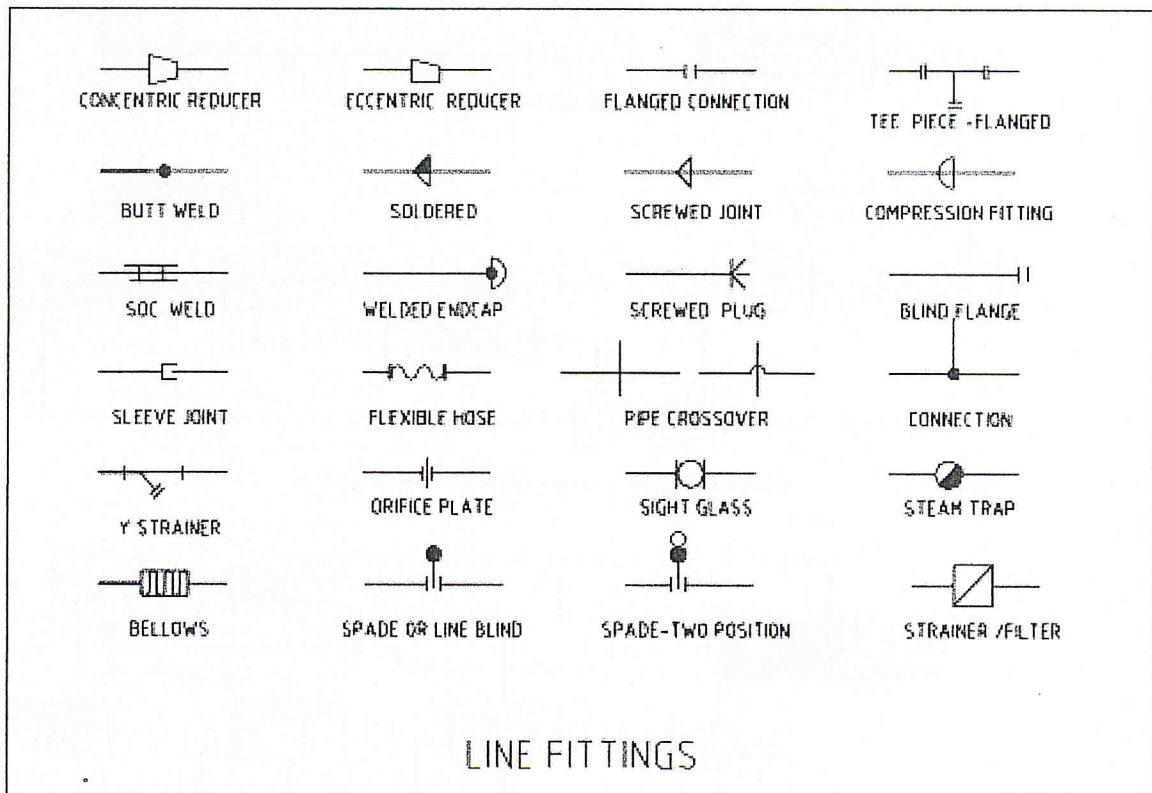 CONCENTRIC REDUCER
ECCENTRIC REDUCER
FLANGED CONNECTION
TEE PIECE -FLANGED
BUTT WELD
SOLDERED
SCREWED JOINT
COMPRESSION FITTING
SOC WELD
WELDED ENDCAP
SCREWED PLUG
BLIND FLANGE
SLEEVE JOINT
FLEXIBLE HOSE
PIPE CROSSOVER
CONNECTION
Y STRAINER
ORIFICE PLATE
SIGHT GLASS
STEAM TRAP
BELLOWS
SPADE OR LINE BLIND
SPADE-TWO POSITION
STRAINER /FILTER
LINE FITTINGS